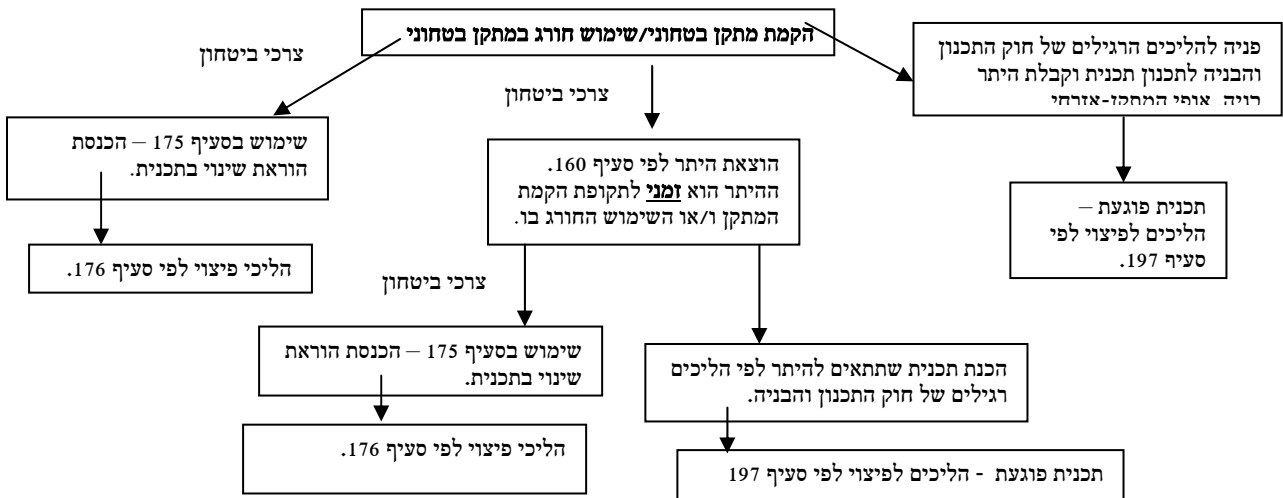 הקמת מתקן בטחוני/שימוש חורג במתקן בטחוני
פניה להליכים הרגילים של חוק התכנון
והבניה לתכנון תכנית וקבלת היתר
בניה. אופי המתקן-אזרחי
צרכי ביטחון
צרכי ביטחון
שימוש בסעיף 175 – הכנסת
הוראת שינוי בתכנית.
הוצאת היתר לפי סעיף 160.
ההיתר הוא זמני לתקופת הקמת
המתקן ו/או השימוש החורג בו.
תכנית פוגעת –
הליכים לפיצוי לפי
סעיף 197.
הליכי פיצוי לפי סעיף 176.
צרכי ביטחון
שימוש בסעיף 175 – הכנסת הוראת
שינוי בתכנית.
הכנת תכנית שתתאים להיתר לפי הליכים
רגילים של חוק התכנון והבניה.
הליכי פיצוי לפי סעיף 176.
תכנית פוגעת - הליכים לפיצוי לפי סעיף 197